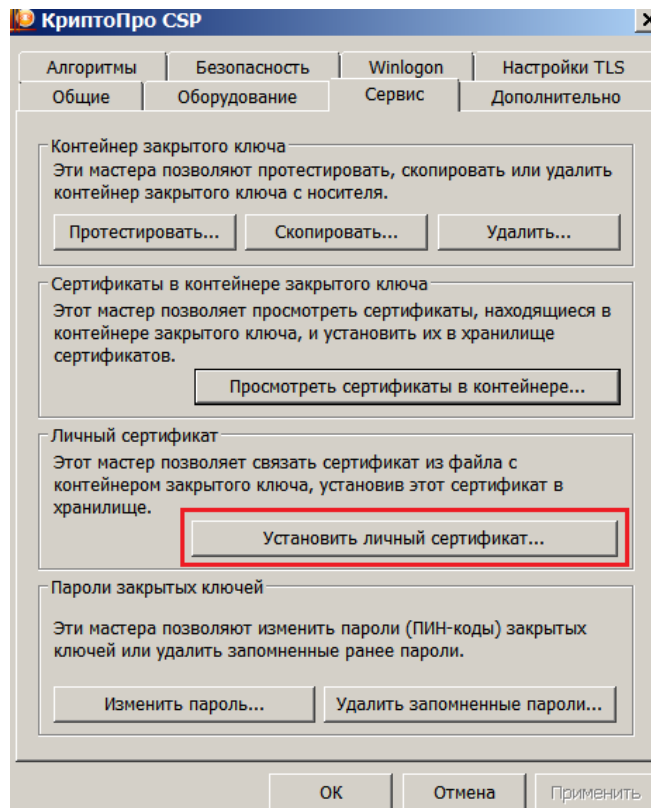 КриптоПро CSP
Алгоритмы Безопасность Winlogon Настройки TLS
Общие Оборудование Сервис Дополнительно
Контейнер закрытого ключа
Эти мастера позволяют протестировать, скопировать или удалить
контейнер закрытого ключа с носителя.
Протестировать... Скопировать... Удалить...
Сертификаты в контейнере закрытого ключа
Этот мастер позволяет просмотреть сертификаты, находящиеся в
контейнере закрытого ключа, и установить их в хранилище
сертификатов.
Просмотреть сертификаты в контейнере...
Личный сертификат
Этот мастер позволяет связать сертификат из файла с
контейнером закрытого ключа, установив этот сертификат в
хранилище.
Установить личный сертификат...
Пароли закрытых ключей
Эти мастера позволяют изменить пароли (ПИН-коды) закрытых
ключей или удалить запомненные ранее пароли.
Изменить пароль... Удалить запомненные пароли...
ОК Отмена Применить